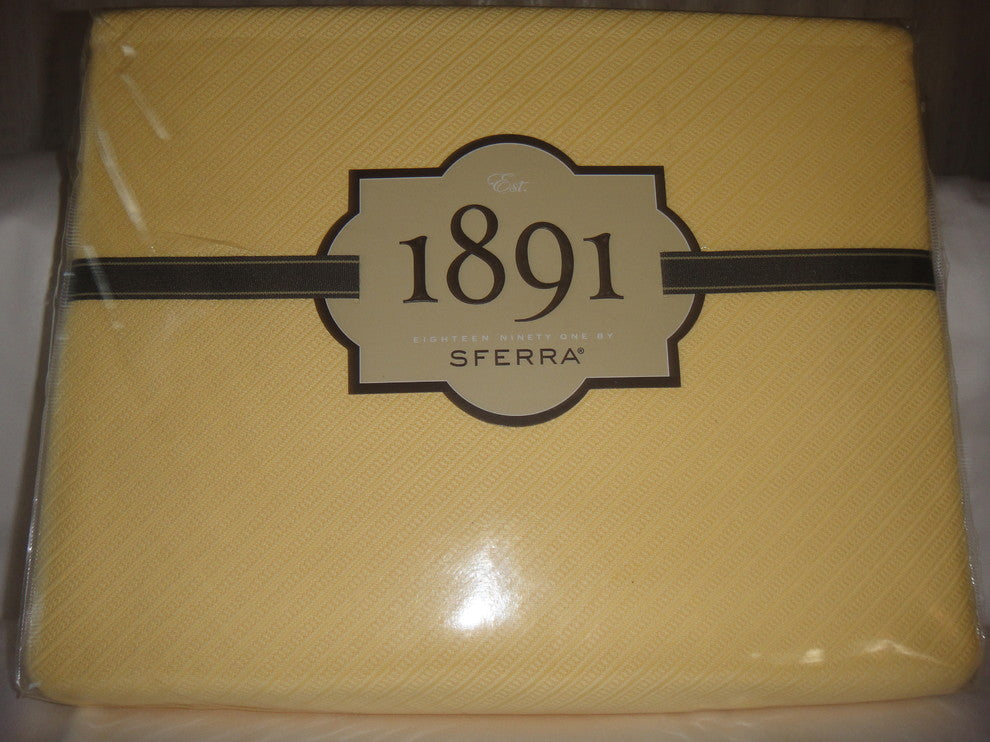 Est.
1891
EIGHTEEN NINETY ONE BY
SFERRA®